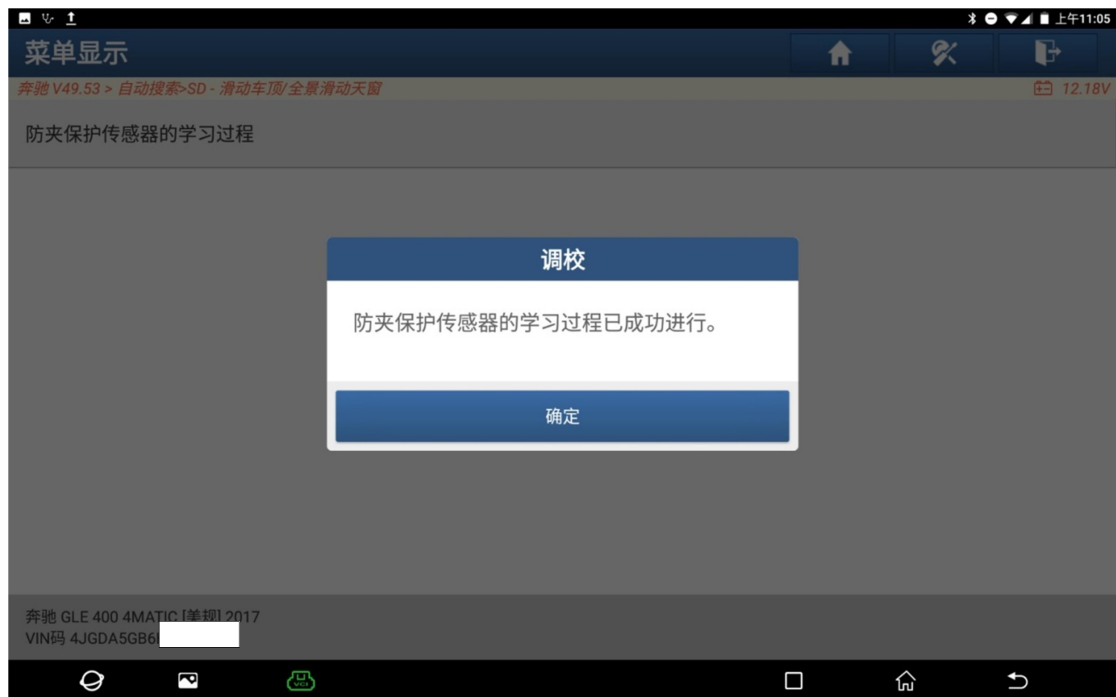 上午11:05
菜单显示
奔驰 V49.53 > 自动搜索>SD - 滑动车顶/全景滑动天窗
12.18V
防夹保护传感器的学习过程
调校
防夹保护传感器的学习过程已成功进行。
确定
奔驰 GLE 400 4MATIC [美规] 2017
VIN码 4JGDA5GB6
VCI